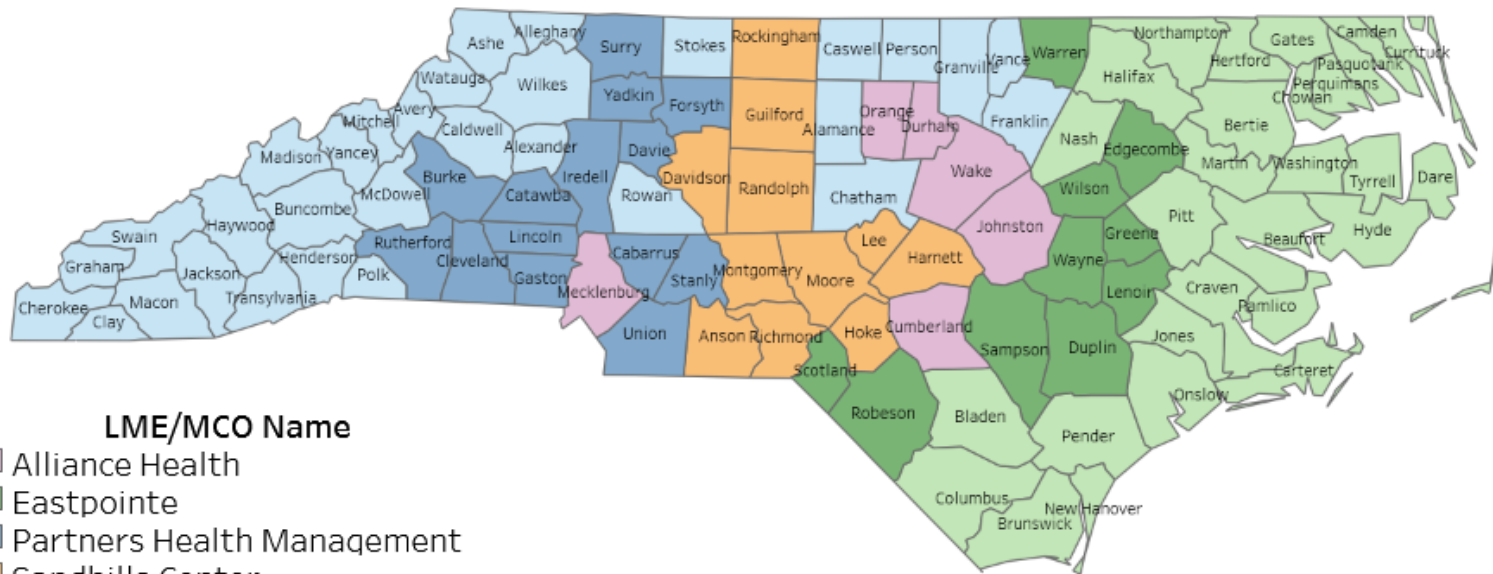 Ashe
Alleghany
Surry
Stokes
Rockingham
Caswell
Person
Granville
Vance
Warren
Northampton
Gates
Camden
Currituck
Hertford
Pasquotank
Perquimans
Chowan
Halifax
Watauga
Wilkes
Yadkin
Forsyth
Guilford
Alamance
Orange
Durham
Franklin
Nash
Edgecombe
Bertie
Avery
Mitchell
Caldwell
Alexander
Iredell
Davie
Davidson
Randolph
Chatham
Wake
Wilson
Martin
Washington
Tyrrell
Dare
Madison
Yancey
McDowell
Burke
Catawba
Rowan
Johnston
Greene
Pitt
Beaufort
Hyde
Swain
Haywood
Buncombe
Rutherford
Cleveland
Lincoln
Gaston
Cabarrus
Stanly
Montgomery
Moore
Lee
Harnett
Wayne
Lenoir
Craven
Pamlico
Graham
Jackson
Henderson
Polk
Transylvania
Cherokee
Macon
Clay
Mecklenburg
Union
Anson
Richmond
Hoke
Cumberland
Sampson
Duplin
Jones
Carteret
Onslow
Scotland
Robeson
Bladen
Pender
Columbus
Brunswick
New Hanover
LME/MCO Name
Alliance Health
Eastpointe
Partners Health Management
Sandhills Center